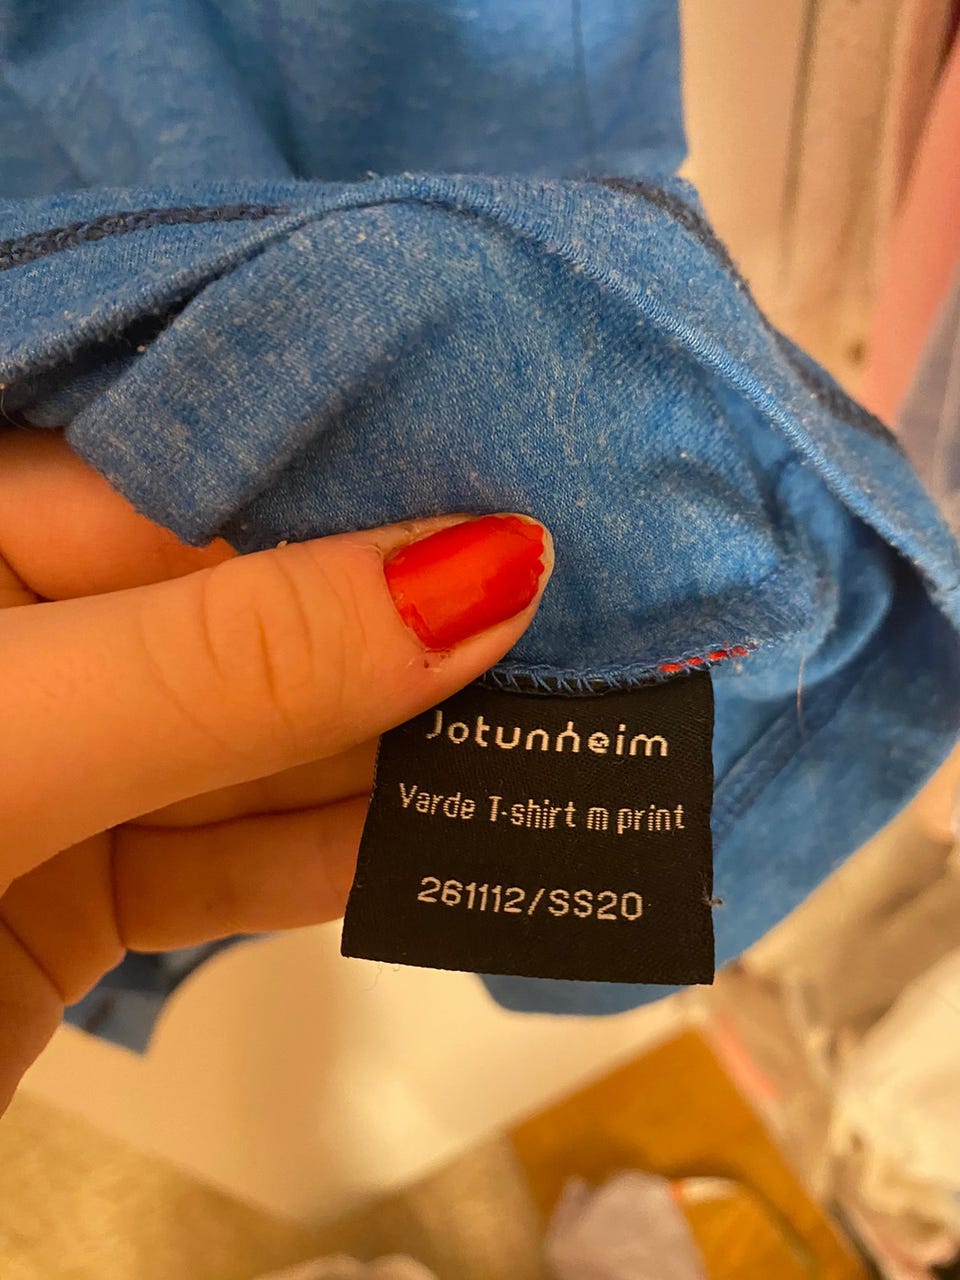 Jotunheim
Varde T-shirt m print
261112/SS20